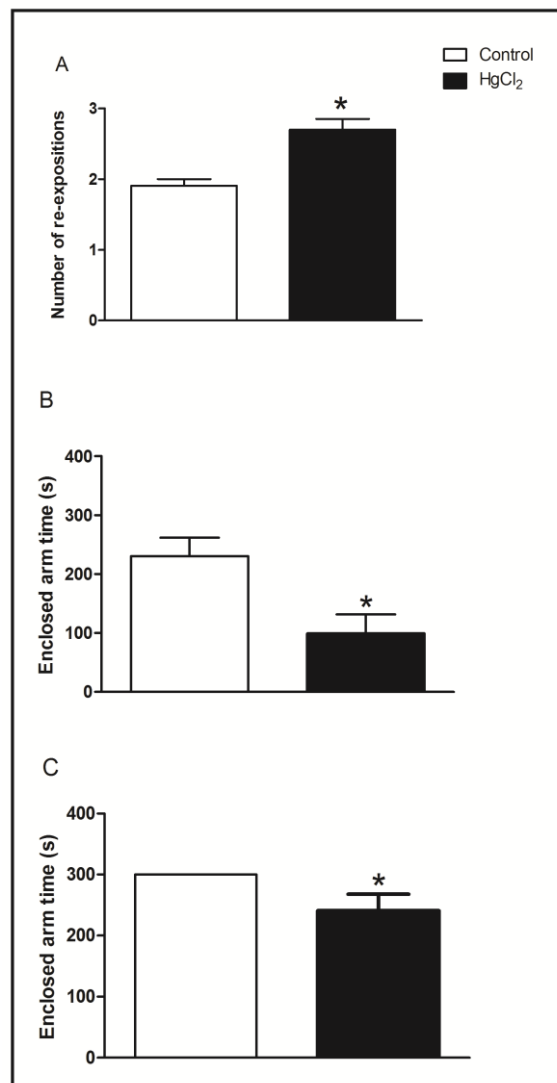 A
Control
HgCl₂
Number of re-expositions
3
2
1
0
*
B
Enclosed arm time (s)
400
300
200
100
0
*
C
Enclosed arm time (s)
400
300
200
100
0
*